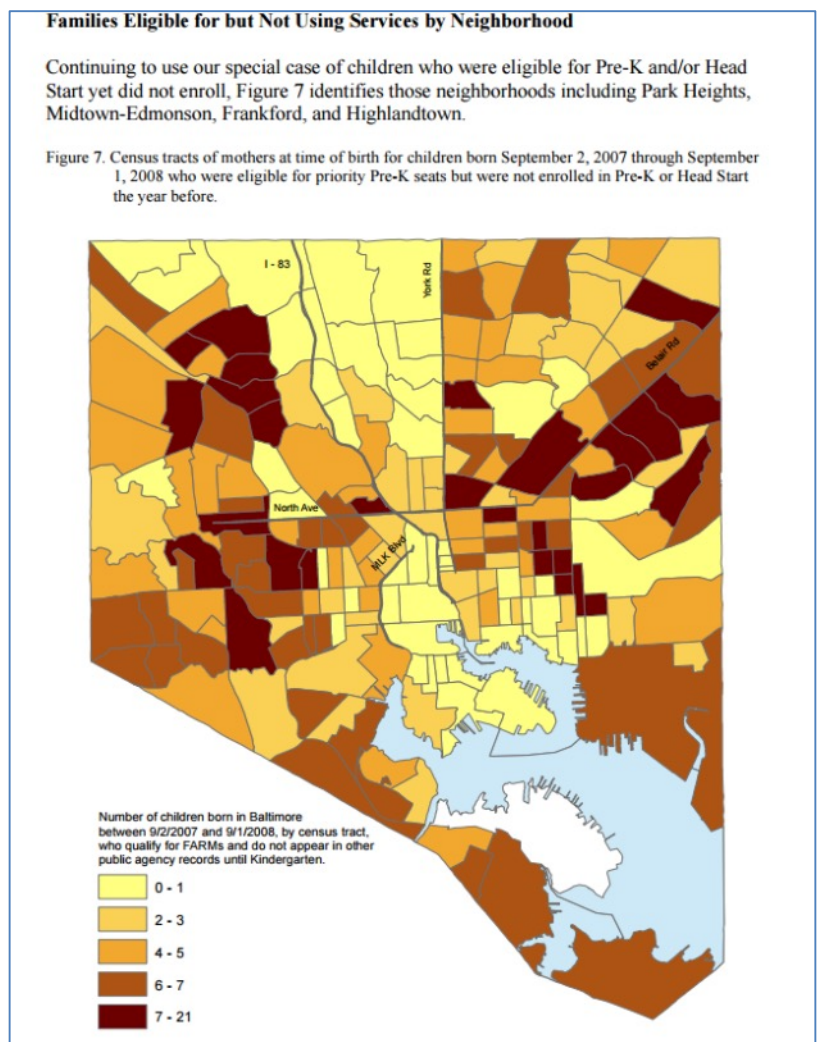 Families Eligible for but Not Using Services by Neighborhood
Continuing to use our special case of children who were eligible for Pre-K and/or Head
Start yet did not enroll, Figure 7 identifies those neighborhoods including Park Heights,
Midtown-Edmonson, Frankford, and Highlandtown.
Figure 7. Census tracts of mothers at time of birth for children born September 2, 2007 through September
1, 2008 who were eligible for priority Pre-K seats but were not enrolled in Pre-K or Head Start
the year before.
I - 83
York Rd
Belair Rd
North Ave
MLK Blvd
Number of children born in Baltimore
between 9/2/2007 and 9/1/2008, by census tract,
who qualify for FARMs and do not appear in other
public agency records until Kindergarten.
0 - 1
2 - 3
4 - 5
6 - 7
7 - 21